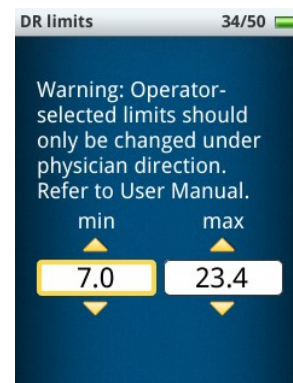 DR limits 34/50
Warning: Operator-
selected limits should
only be changed under
physician direction.
Refer to User Manual.
min max
7.0 23.4